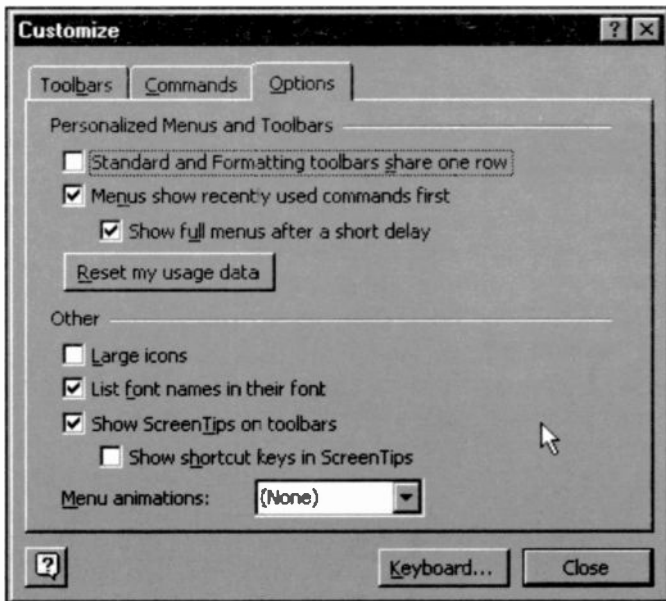 Customize
Toolbars Commands Options
Personalized Menus and Toolbars
Standard and Formatting toolbars share one row
Menus show recently used commands first
Show full menus after a short delay
Reset my usage data
Other
Large icons
List font names in their font
Show ScreenTips on toolbars
Show shortcut keys in ScreenTips
Menu animations: (None)
Keyboard... Close